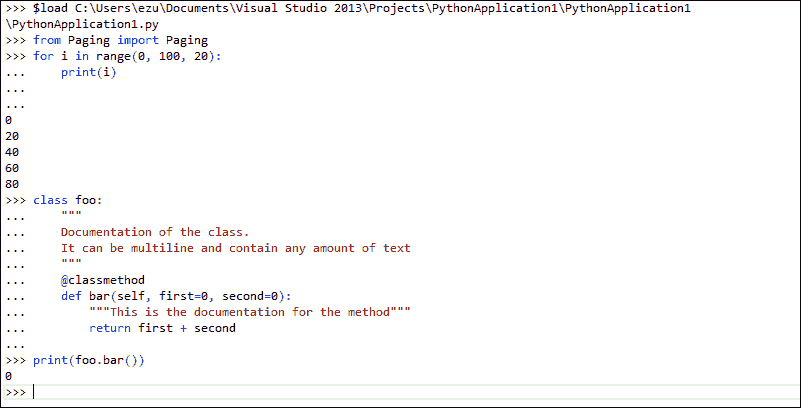 >>> $load C:\Users\ezu\Documents\Visual Studio 2013\Projects\PythonApplication1\PythonApplication1
\PythonApplication1.py
>>> from Paging import Paging
>>> for i in range(0, 100, 20):
...     print(i)
...
...
0
20
40
60
80
>>> class foo:
...     """
...     Documentation of the class.
...     It can be multiline and contain any amount of text
...     """
...     @classmethod
...     def bar(self, first=0, second=0):
...         """This is the documentation for the method"""
...         return first + second
...
>>> print(foo.bar())
0
>>>